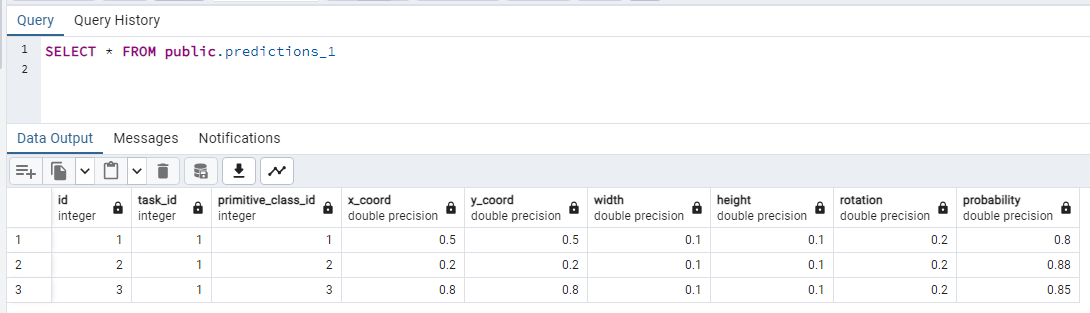 Query Query History
1 SELECT * FROM public.predictions_1
2
Data Output Messages Notifications
id task_id primitive_class_id x_coord y_coord width height rotation probability
integer integer integer double precision double precision double precision double precision double precision double precision
1 1 1 1 0.5 0.5 0.1 0.1 0.2 0.8
2 2 1 2 0.2 0.2 0.1 0.1 0.2 0.88
3 3 1 3 0.8 0.8 0.1 0.1 0.2 0.85